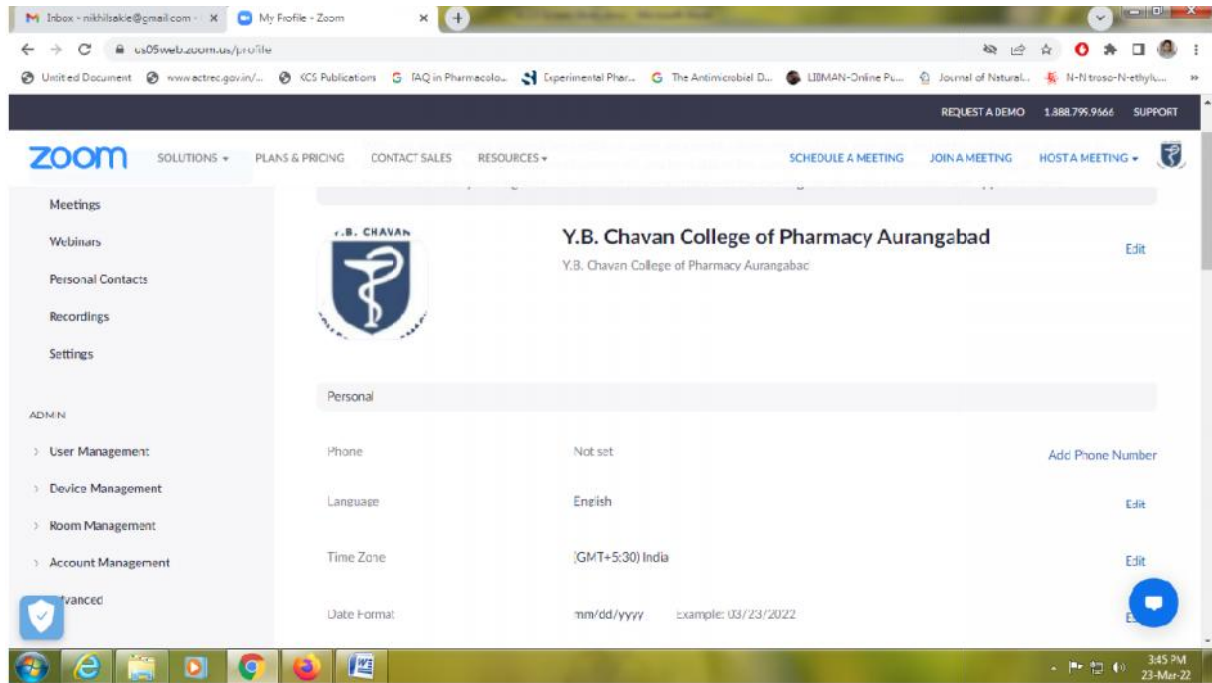 Inbox - nikhilsakle@gmail.com -
My Profile - Zoom
us05web.zoom.us/profile
Untitled Document
www.actrec.gov.in/...
KCS Publications
FAQ in Pharmacolo...
Experimental Phar...
The Antimicrobial D...
LIBMAN-Online Pu...
Journal of Natural...
N-Nitroso-N-ethylu...
REQUEST A DEMO 1.888.799.9666 SUPPORT
zoom SOLUTIONS PLANS & PRICING CONTACT SALES RESOURCES SCHEDULE A MEETING JOIN A MEETING HOST A MEETING
Meetings
Webinars
Personal Contacts
Recordings
Settings
ADMIN
User Management
Device Management
Room Management
Account Management
Y.B. CHAVAN
Y.B. Chavan College of Pharmacy Aurangabad
Edit
Y.B. Chavan College of Pharmacy Aurangabad
Personal
Phone Not set Add Phone Number
Language English Edit
Time Zone (GMT+5:30) India Edit
Date Format mm/dd/yyyy Example: 03/23/2022
3:45 PM
23-Mar-22